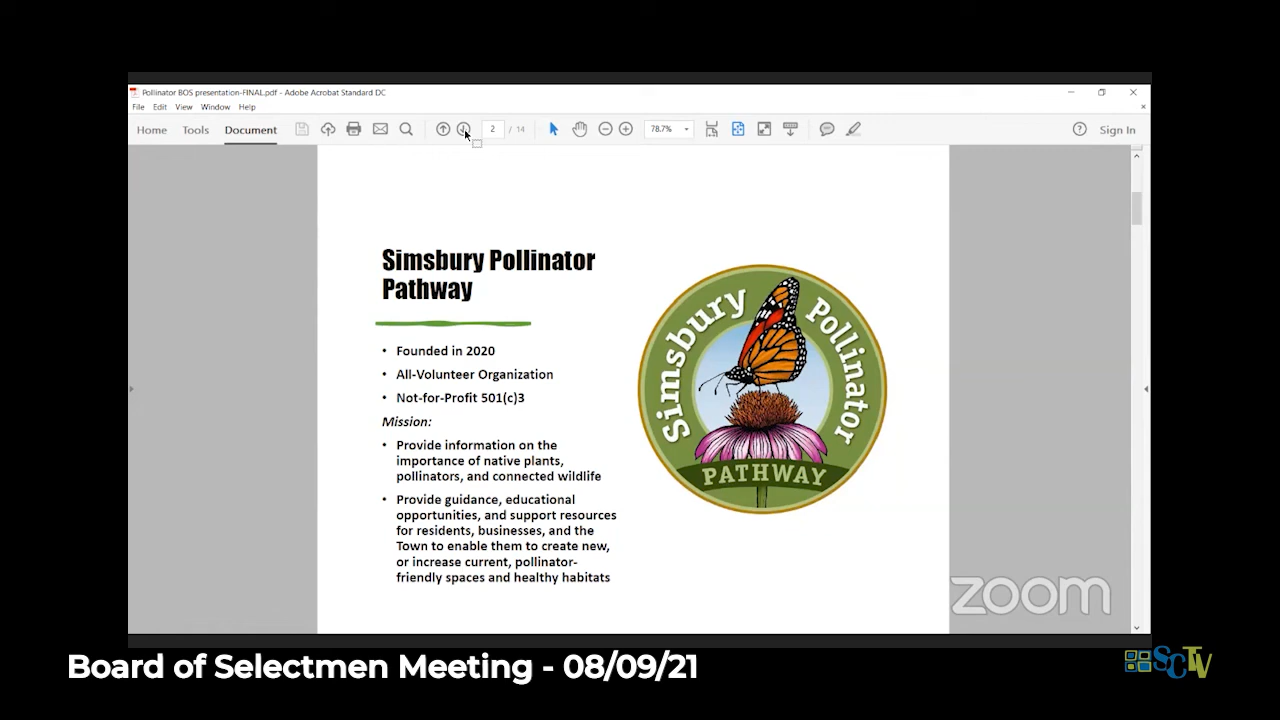 Pollinator BOS presentation-FINAL.pdf - Adobe Acrobat Standard DC
File Edit View Window Help
Home Tools Document 2 / 14 78.7% Sign In
Simsbury Pollinator
Pathway
• Founded in 2020
• All-Volunteer Organization
• Not-for-Profit 501(c)3
Mission:
• Provide information on the
importance of native plants,
pollinators, and connected wildlife
• Provide guidance, educational
opportunities, and support resources
for residents, businesses, and the
Town to enable them to create new,
or increase current, pollinator-
friendly spaces and healthy habitats
Simsbury Pollinator
PATHWAY
zoom
Board of Selectmen Meeting - 08/09/21
SCTV